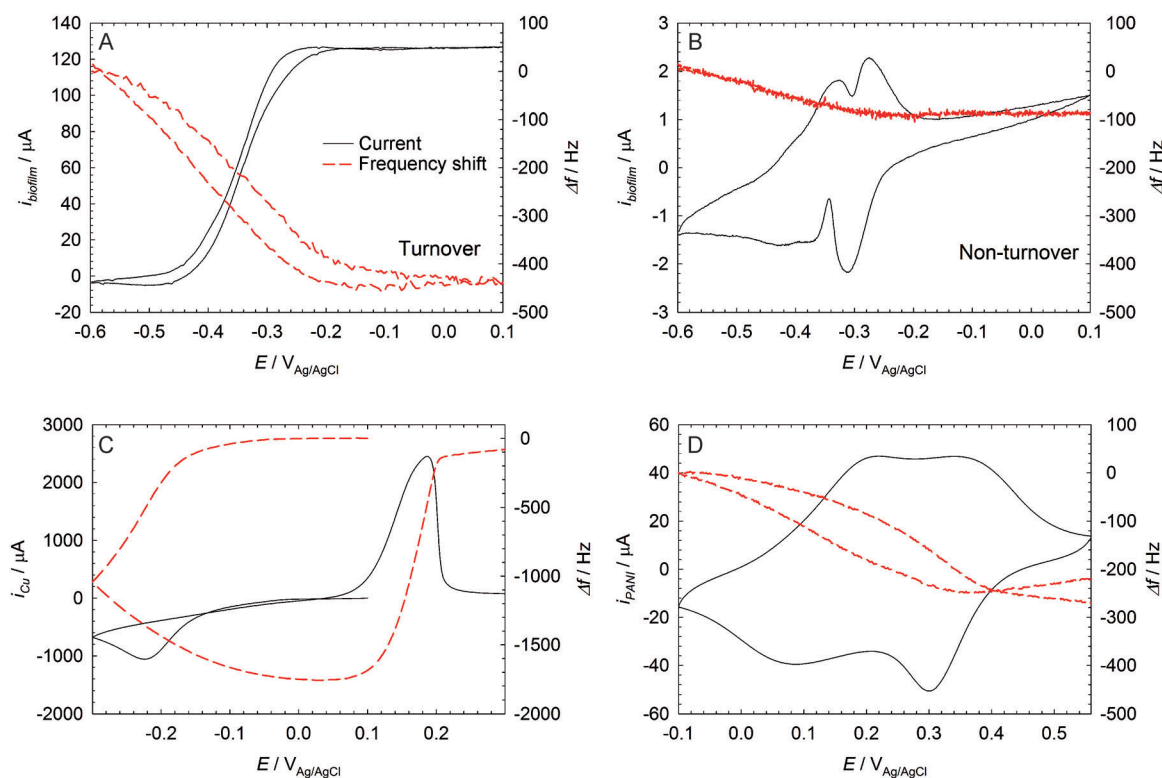 A
140
120
100
80
60
40
20
0
-20
i_biofilm / µA
100
0
-100
-200
-300
-400
-500
Δf / Hz
Current
Frequency shift
Turnover
-0.6 -0.5 -0.4 -0.3 -0.2 -0.1 0.0 0.1
E / V_Ag/AgCl
B
3
2
1
0
-1
-2
-3
i_biofilm / µA
100
0
-100
-200
-300
-400
-500
Δf / Hz
Non-turnover
-0.6 -0.5 -0.4 -0.3 -0.2 -0.1 0.0 0.1
E / V_Ag/AgCl
C
3000
2000
1000
0
-1000
-2000
i_Cu / µA
0
-500
-1000
-1500
-2000
Δf / Hz
-0.2 -0.1 0.0 0.1 0.2
E / V_Ag/AgCl
D
60
40
20
0
-20
-40
-60
i_PANI / µA
100
0
-100
-200
-300
-400
-500
Δf / Hz
-0.1 0.0 0.1 0.2 0.3 0.4 0.5
E / V_Ag/AgCl